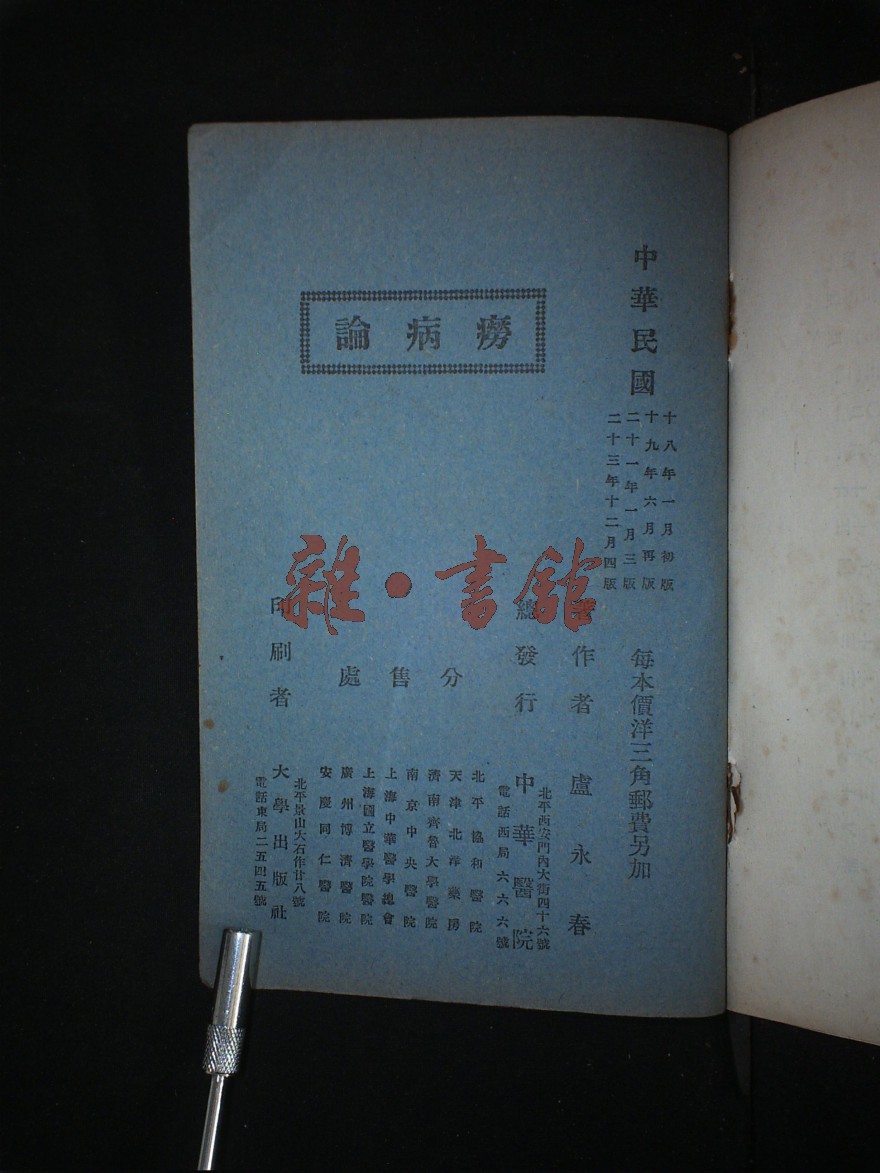 中華民國
十八年一月初版
十九年六月再版
二十一年一月三版
二十三年十二月四版
每本價洋三角郵費另加
癆病論
著作者 盧永春
總發行 中華醫院
北平西安門內大街四十六號
電話西局六六六號
分售處
北平協和醫院
天津北洋藥房
濟南齊魯大學醫院
南京中央醫院
上海中華醫學總會
上海國立醫學院醫院
廣州博濟醫院
安慶同仁醫院
印刷者 大學出版社
北平景山大石作廿八號
電話東局二五四五號
雜·書館